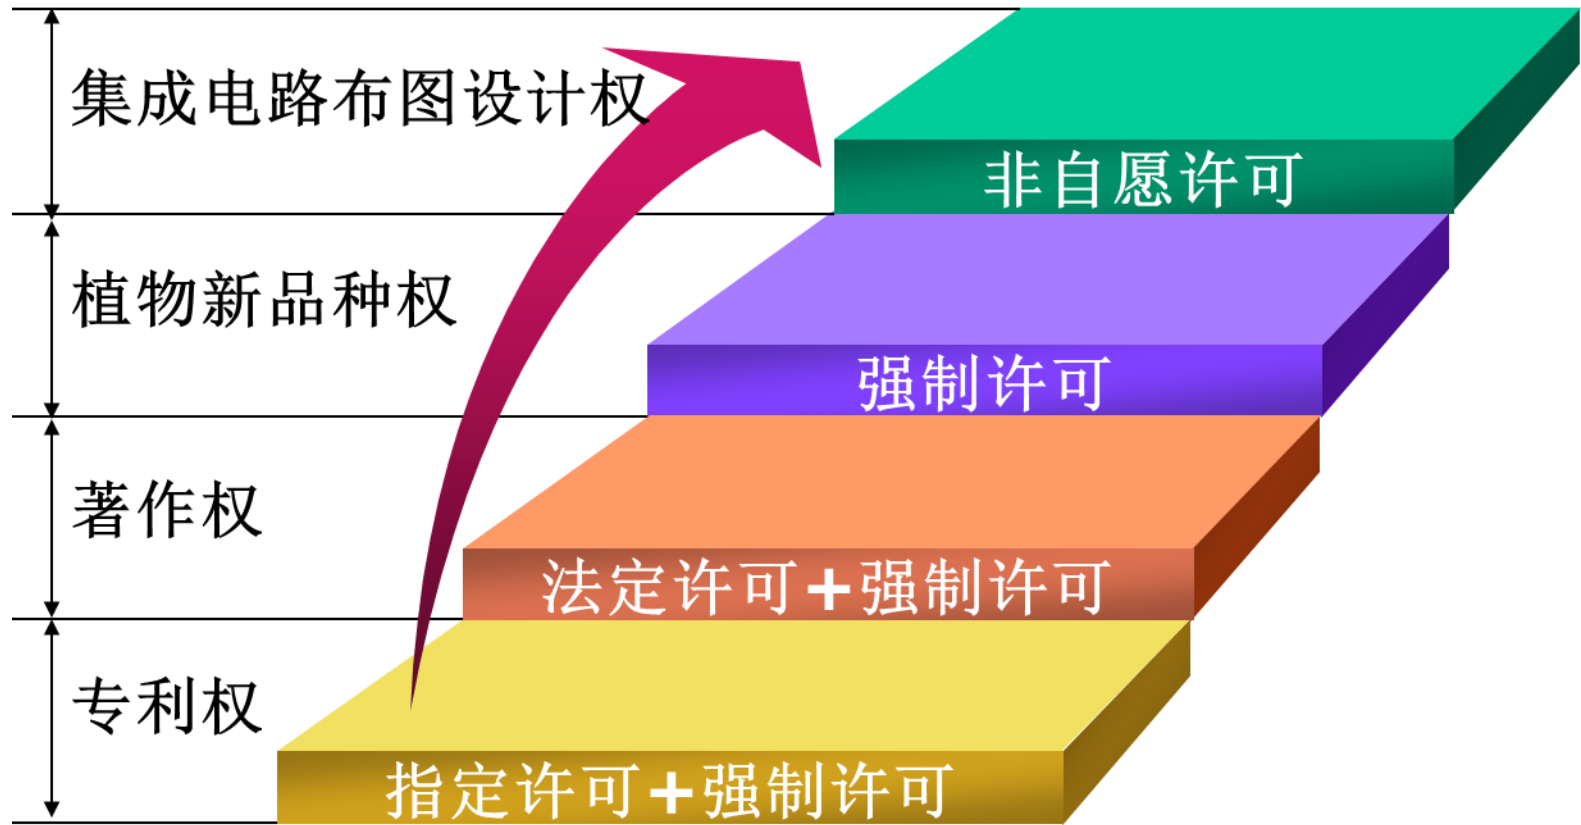 集成电路布图设计权
非自愿许可
植物新品种权
强制许可
著作权
法定许可+强制许可
专利权
指定许可+强制许可